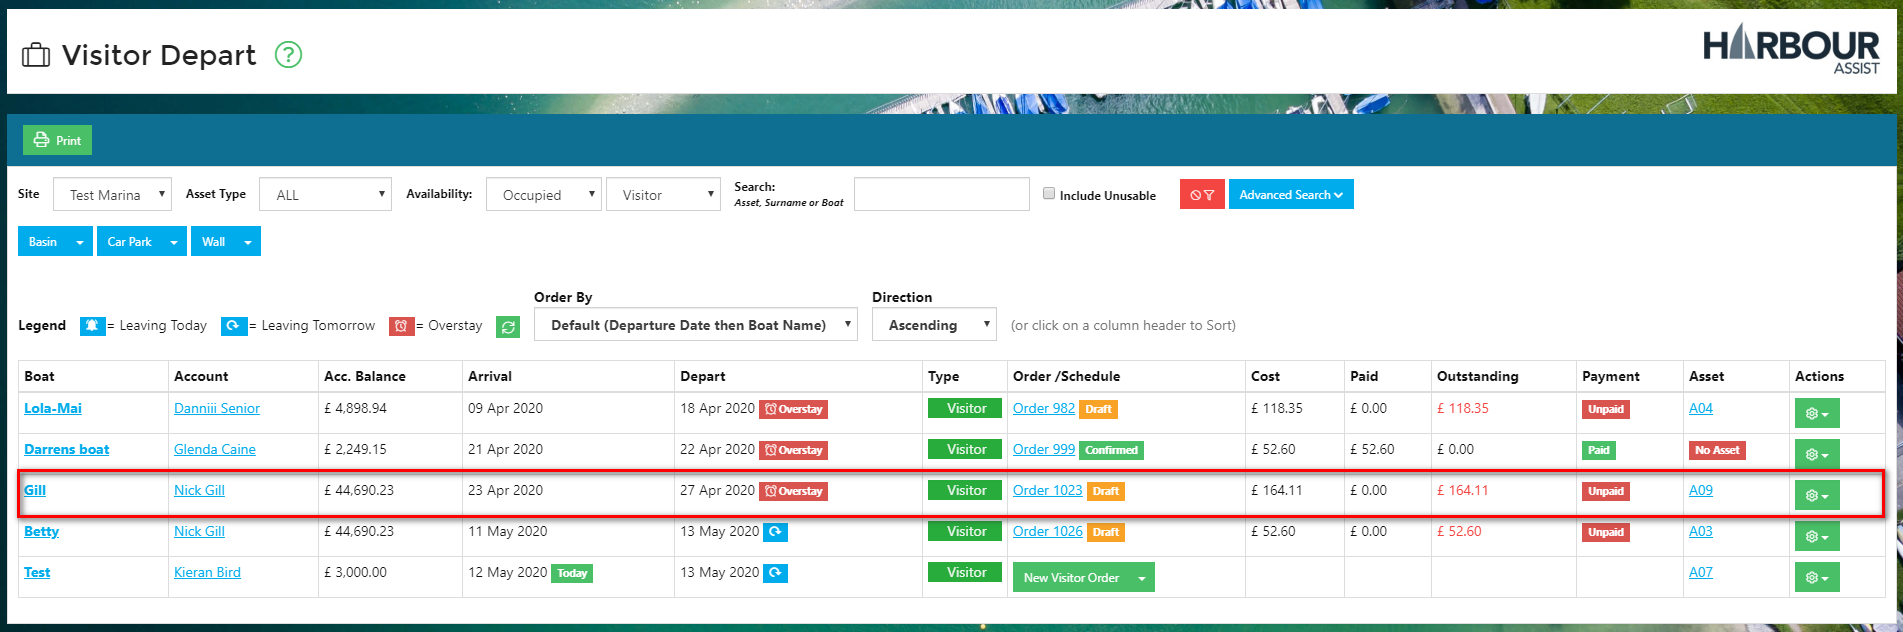 Visitor Depart ?
HARBOUR
ASSIST
Print
Site Test Marina Asset Type ALL Availability: Occupied Visitor Search: Include Unusable Advanced Search
Asset, Surname or Boat
Basin Car Park Wall
Order By Direction
Legend = Leaving Today = Leaving Tomorrow = Overstay Default (Departure Date then Boat Name) Ascending (or click on a column header to Sort)
Boat Account Acc. Balance Arrival Depart Type Order /Schedule Cost Paid Outstanding Payment Asset Actions
Lola-Mai Danniii Senior £ 4,898.94 09 Apr 2020 18 Apr 2020 Overstay Visitor Order 982 Draft £ 118.35 £ 0.00 £ 118.35 Unpaid A04
Darrens boat Glenda Caine £ 2,249.15 21 Apr 2020 22 Apr 2020 Overstay Visitor Order 999 Confirmed £ 52.60 £ 52.60 £ 0.00 Paid No Asset
Gill Nick Gill £ 44,690.23 23 Apr 2020 27 Apr 2020 Overstay Visitor Order 1023 Draft £ 164.11 £ 0.00 £ 164.11 Unpaid A09
Betty Nick Gill £ 44,690.23 11 May 2020 13 May 2020 Visitor Order 1026 Draft £ 52.60 £ 0.00 £ 52.60 Unpaid A03
Test Kieran Bird £ 3,000.00 12 May 2020 Today 13 May 2020 Visitor New Visitor Order A07